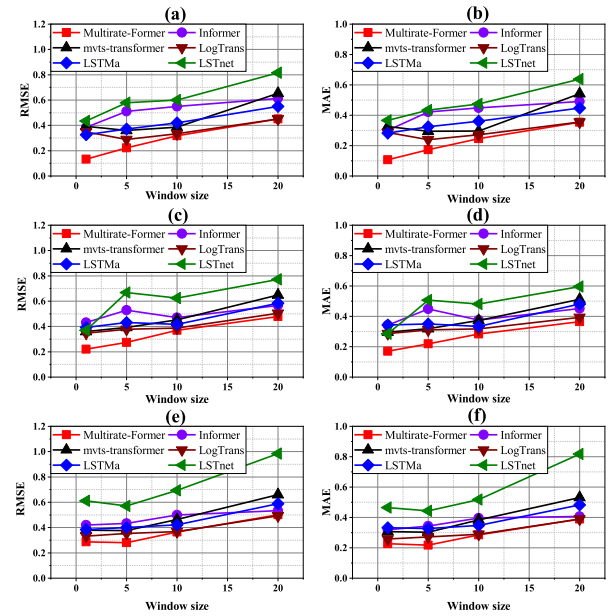 (a)
1.2
1.0
0.8
0.6
0.4
0.2
0.0
RMSE
Multirate-Former
mvts-transformer
LSTMa
Informer
LogTrans
LSTnet
0
5
10
15
20
Window size
(b)
1.0
0.8
0.6
0.4
0.2
0.0
MAE
Multirate-Former
mvts-transformer
LSTMa
Informer
LogTrans
LSTnet
0
5
10
15
20
Window size
(c)
1.2
1.0
0.8
0.6
0.4
0.2
0.0
RMSE
Multirate-Former
mvts-transformer
LSTMa
Informer
LogTrans
LSTnet
0
5
10
15
20
Window size
(d)
1.0
0.8
0.6
0.4
0.2
0.0
MAE
Multirate-Former
mvts-transformer
LSTMa
Informer
LogTrans
LSTnet
0
5
10
15
20
Window size
(e)
1.2
1.0
0.8
0.6
0.4
0.2
0.0
RMSE
Multirate-Former
mvts-transformer
LSTMa
Informer
LogTrans
LSTnet
0
5
10
15
20
Window size
(f)
1.0
0.8
0.6
0.4
0.2
0.0
MAE
Multirate-Former
mvts-transformer
LSTMa
Informer
LogTrans
LSTnet
0
5
10
15
20
Window size